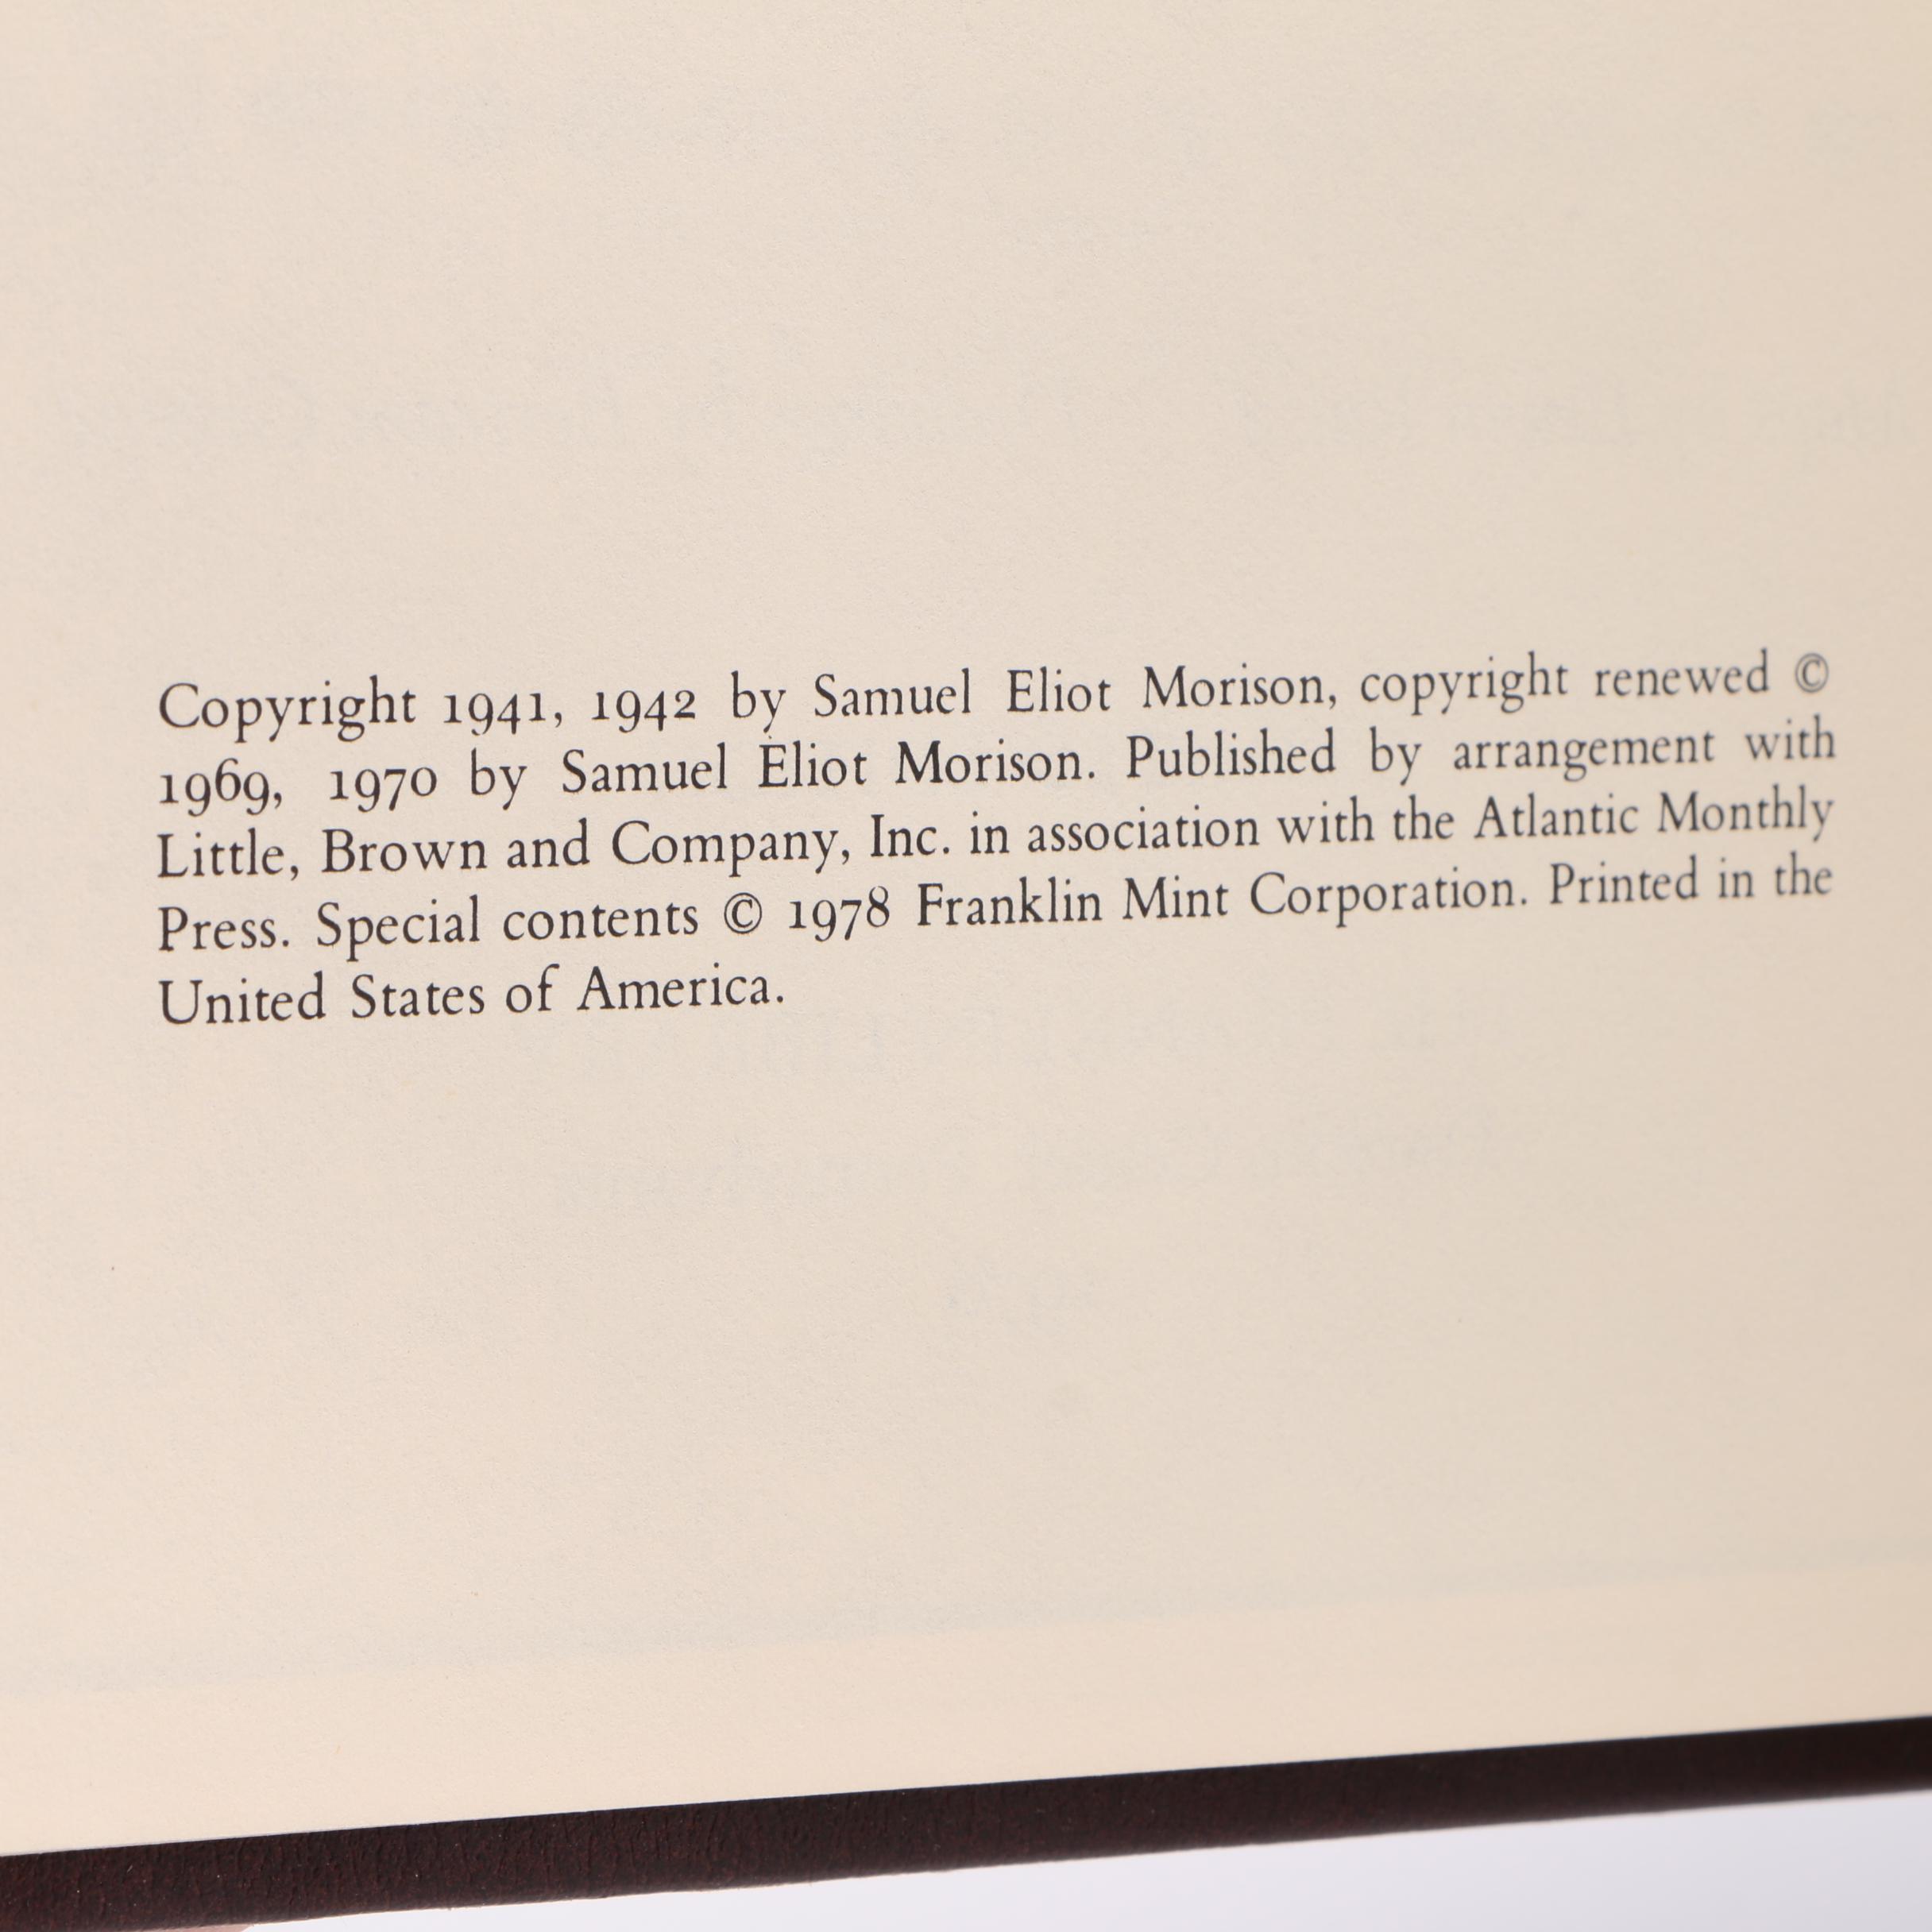 Copyright 1941, 1942 by Samuel Eliot Morison, copyright renewed ©
1969, 1970 by Samuel Eliot Morison. Published by arrangement with
Little, Brown and Company, Inc. in association with the Atlantic Monthly
Press. Special contents © 1978 Franklin Mint Corporation. Printed in the
United States of America.